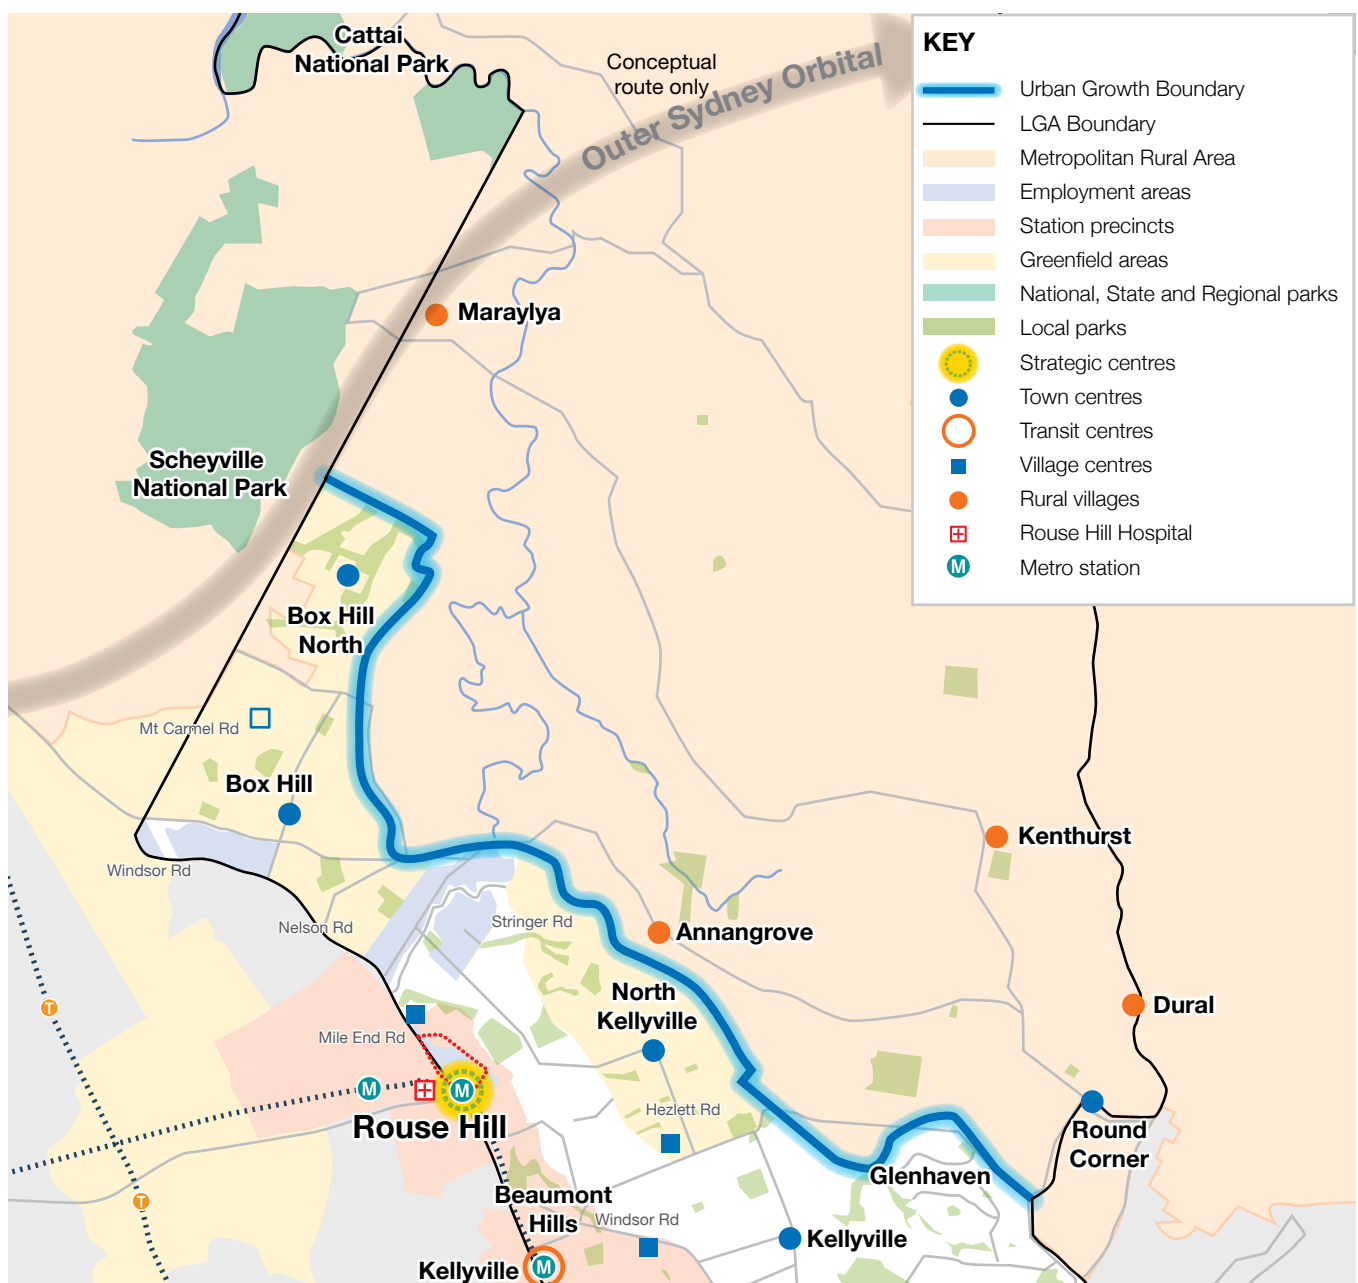 Cattai
National Park
Conceptual
route only
Outer Sydney Orbital
KEY
Urban Growth Boundary
LGA Boundary
Metropolitan Rural Area
Employment areas
Station precincts
Greenfield areas
National, State and Regional parks
Local parks
Strategic centres
Town centres
Transit centres
Village centres
Rural villages
Rouse Hill Hospital
M
Metro station
Maraylya
Scheyville
National Park
Box Hill
North
Mt Carmel Rd
Box Hill
Windsor Rd
Kenthurst
Nelson Rd
Stringer Rd
Annangrove
North
Kellyville
Dural
T
Mile End Rd
M
M
Rouse Hill
Hezlett Rd
Round
Corner
Glenhaven
T
Beaumont
Hills
Windsor Rd
Kellyville
Kellyville
M